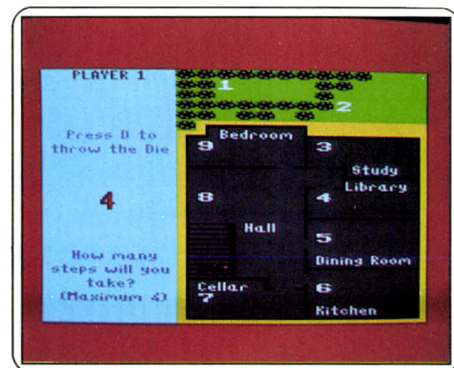 PLAYER 1
Press D to
throw the Die
4
How many
steps will you
take?
(Maximum 4)
1
2
Bedroom
9
3
Study
Library
8
4
Hall
5
Dining Room
Cellar
7
6
Kitchen